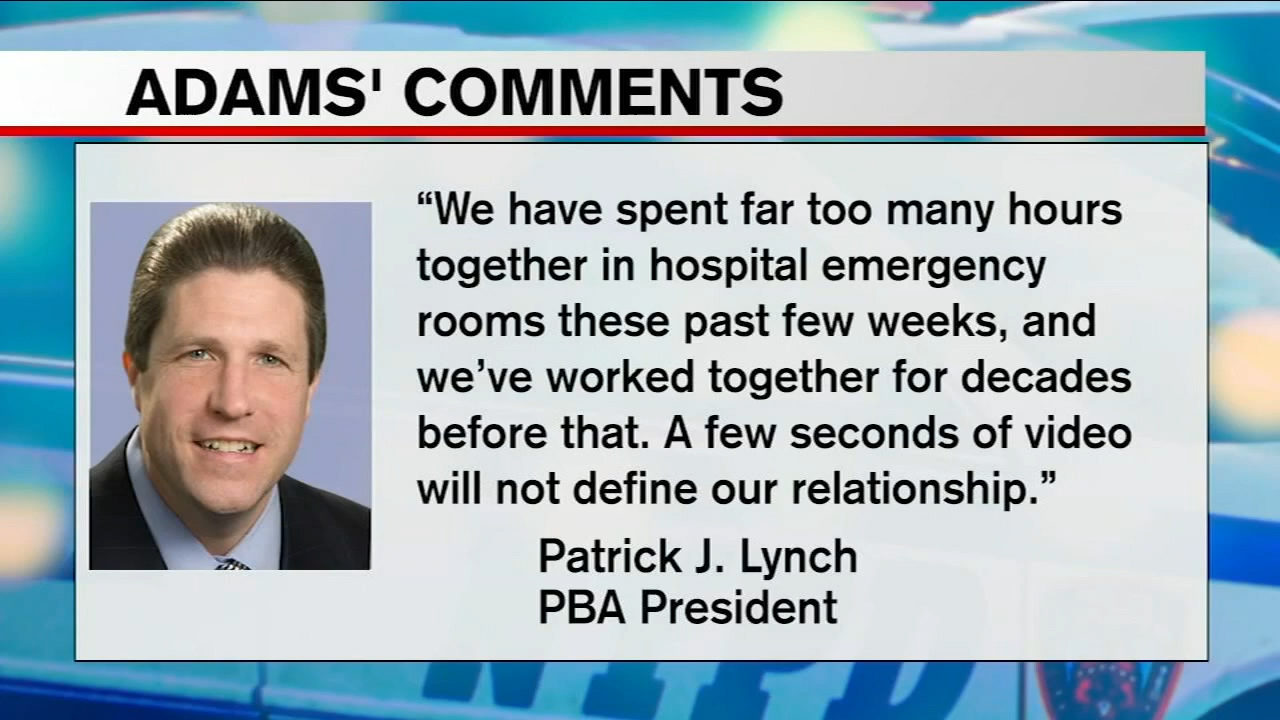 ADAMS' COMMENTS
“We have spent far too many hours
together in hospital emergency
rooms these past few weeks, and
we’ve worked together for decades
before that. A few seconds of video
will not define our relationship.”
Patrick J. Lynch
PBA President
NYPD